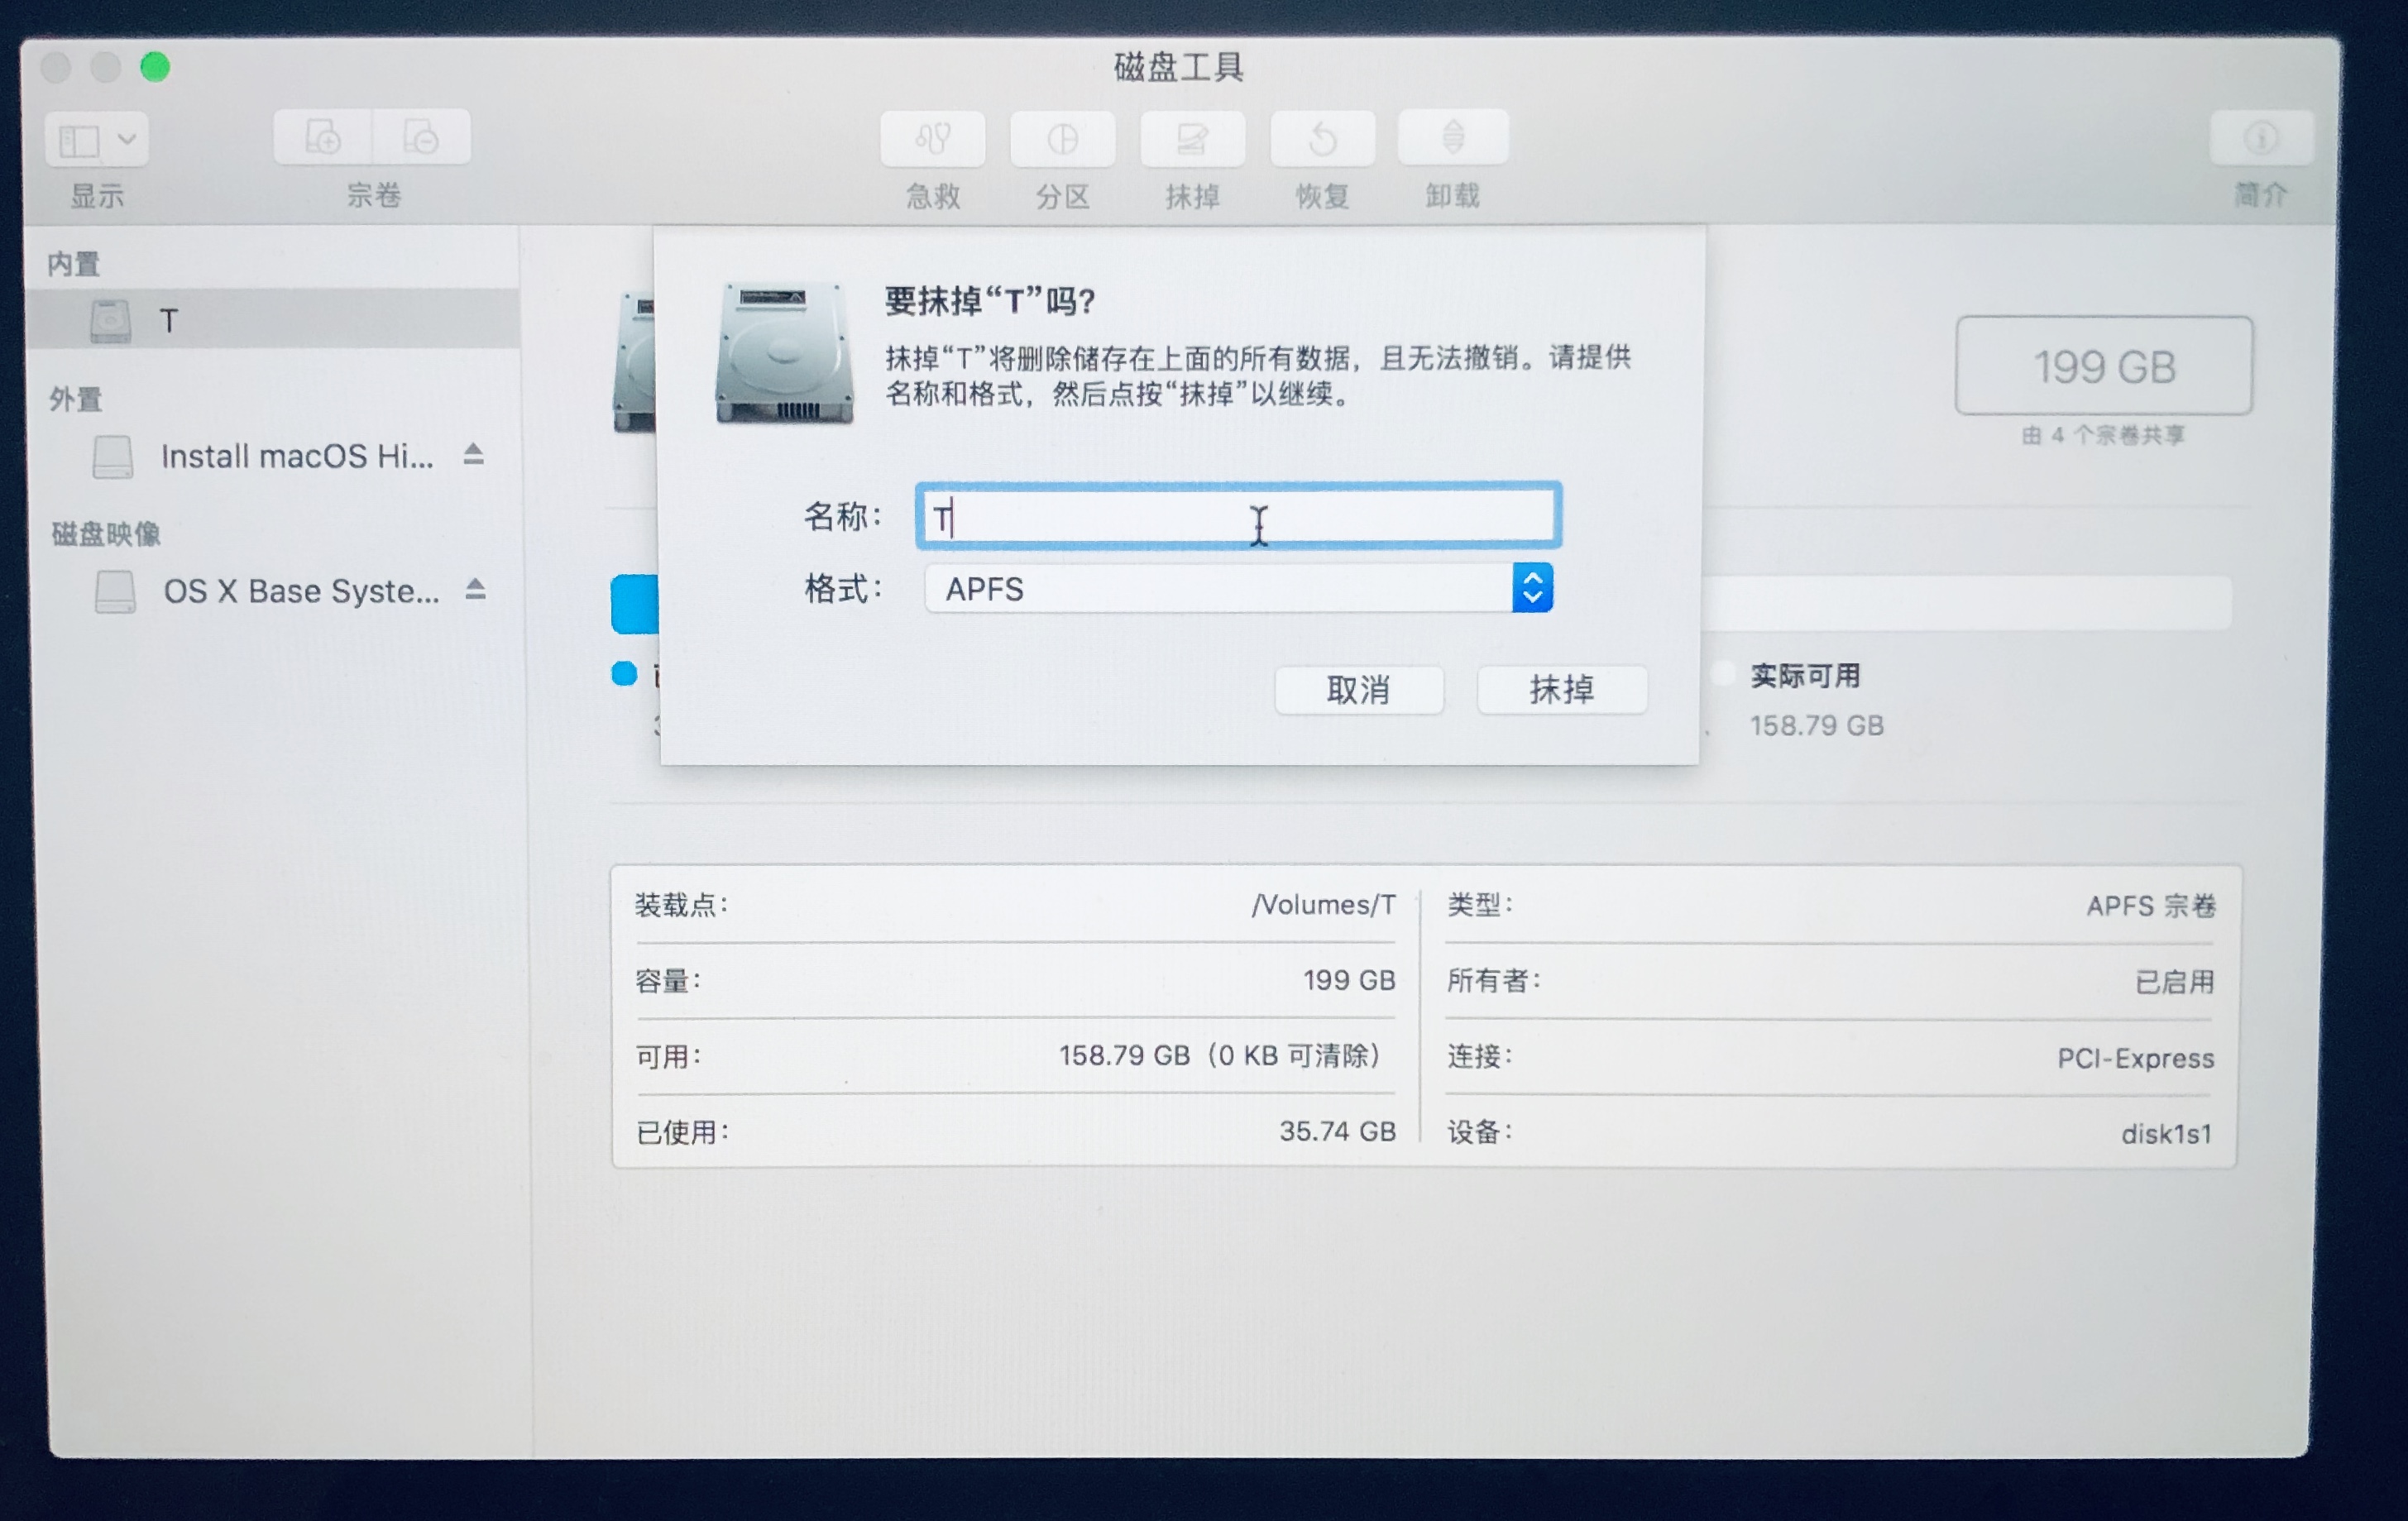 磁盘工具
显示
宗卷
急救
分区
抹掉
恢复
卸载
简介
内置
T
外置
Install macOS Hi...
磁盘映像
OS X Base Syste...
要抹掉“T”吗？
抹掉“T”将删除储存在上面的所有数据，且无法撤销。请提供
名称和格式，然后点按“抹掉”以继续。
名称： T
格式： APFS
取消
抹掉
199 GB
由 4 个宗卷共享
实际可用
158.79 GB
装载点： /Volumes/T
容量： 199 GB
可用： 158.79 GB（0 KB 可清除）
已使用： 35.74 GB
类型： APFS 宗卷
所有者： 已启用
连接： PCI-Express
设备： disk1s1